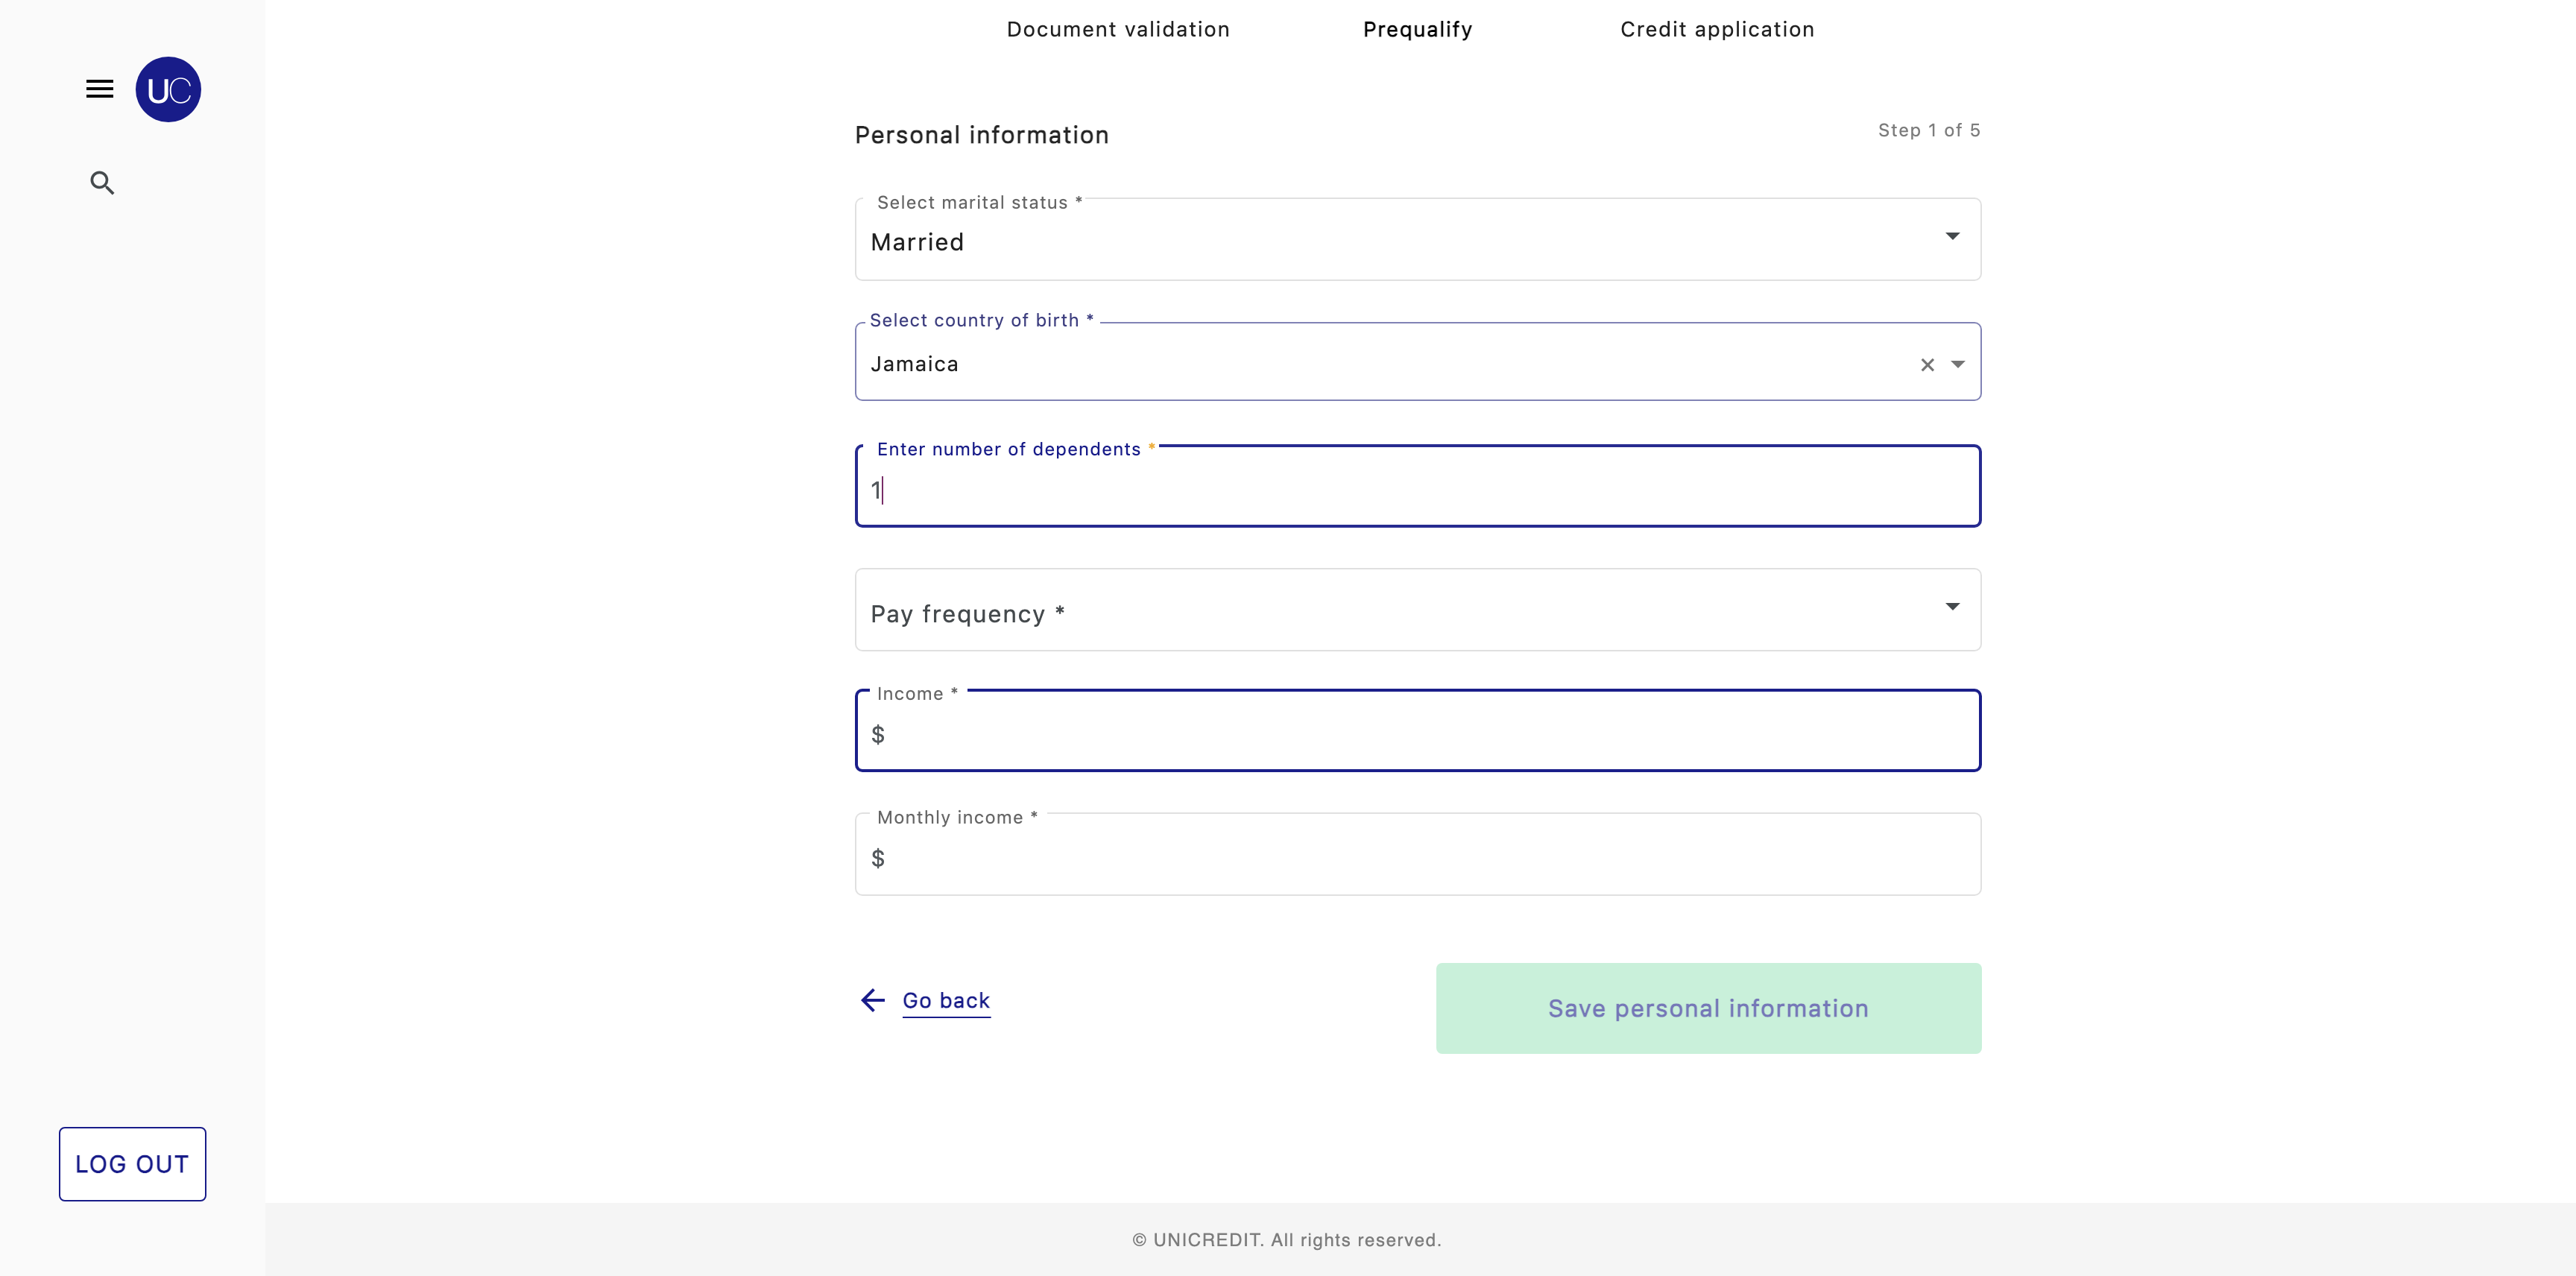 Document validation
Prequalify
Credit application
UC
Personal information
Step 1 of 5
Select marital status *
Married
Select country of birth *
Jamaica
Enter number of dependents *
1
Pay frequency *
Income *
$
Monthly income *
$
Go back
Save personal information
LOG OUT
© UNICREDIT. All rights reserved.